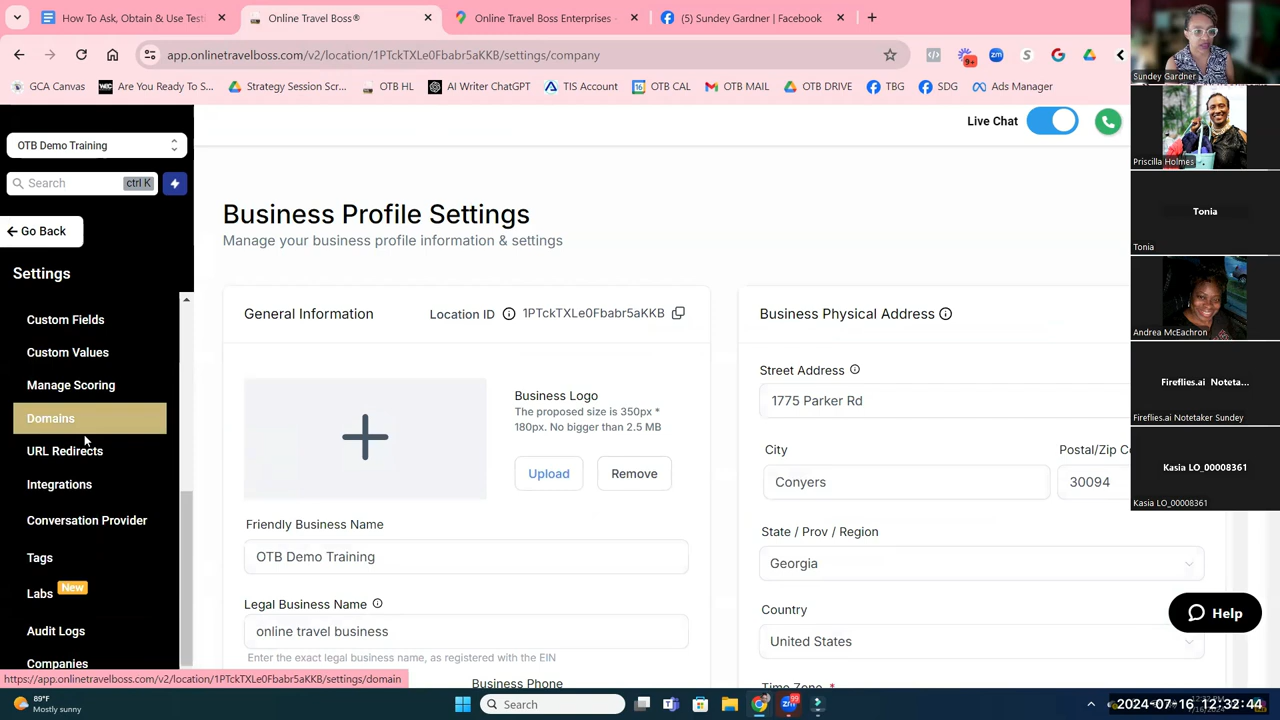 How To Ask, Obtain & Use Testi
Online Travel Boss®
Online Travel Boss Enterprises -
(5) Sundey Gardner | Facebook
app.onlinetravelboss.com/v2/location/1PTckTXLe0Fbabr5aKKB/settings/company
9+
zm
S
G
GCA Canvas
Are You Ready To S...
Strategy Session Scr...
OTB HL
AI Writer ChatGPT
TIS Account
OTB CAL
OTB MAIL
OTB DRIVE
TBG
SDG
Ads Manager
OTB Demo Training
Search
ctrl K
Go Back
Settings
Custom Fields
Custom Values
Manage Scoring
Domains
URL Redirects
Integrations
Conversation Provider
Tags
Labs New
Audit Logs
Companies
Live Chat
Business Profile Settings
Manage your business profile information & settings
General Information
Location ID
1PTckTXLe0Fbabr5aKKB
Business Logo
The proposed size is 350px *
180px. No bigger than 2.5 MB
Upload
Remove
Friendly Business Name
OTB Demo Training
Legal Business Name
online travel business
Enter the exact legal business name, as registered with the EIN
Business Phone
Business Physical Address
Street Address
1775 Parker Rd
City
Postal/Zip C
Conyers
30094
State / Prov / Region
Georgia
Country
United States
Time Zone *
Help
Sundey Gardner
Priscilla Holmes
Tonia
Tonia
Andrea McEachron
Fireflies.ai Noteta...
Fireflies.ai Notetaker Sundey
Kasia LO_00008361
Kasia LO_00008361
https://app.onlinetravelboss.com/v2/location/1PTckTXLe0Fbabr5aKKB/settings/domain
89°F
Mostly sunny
Search
2024-07-16 12:32:44